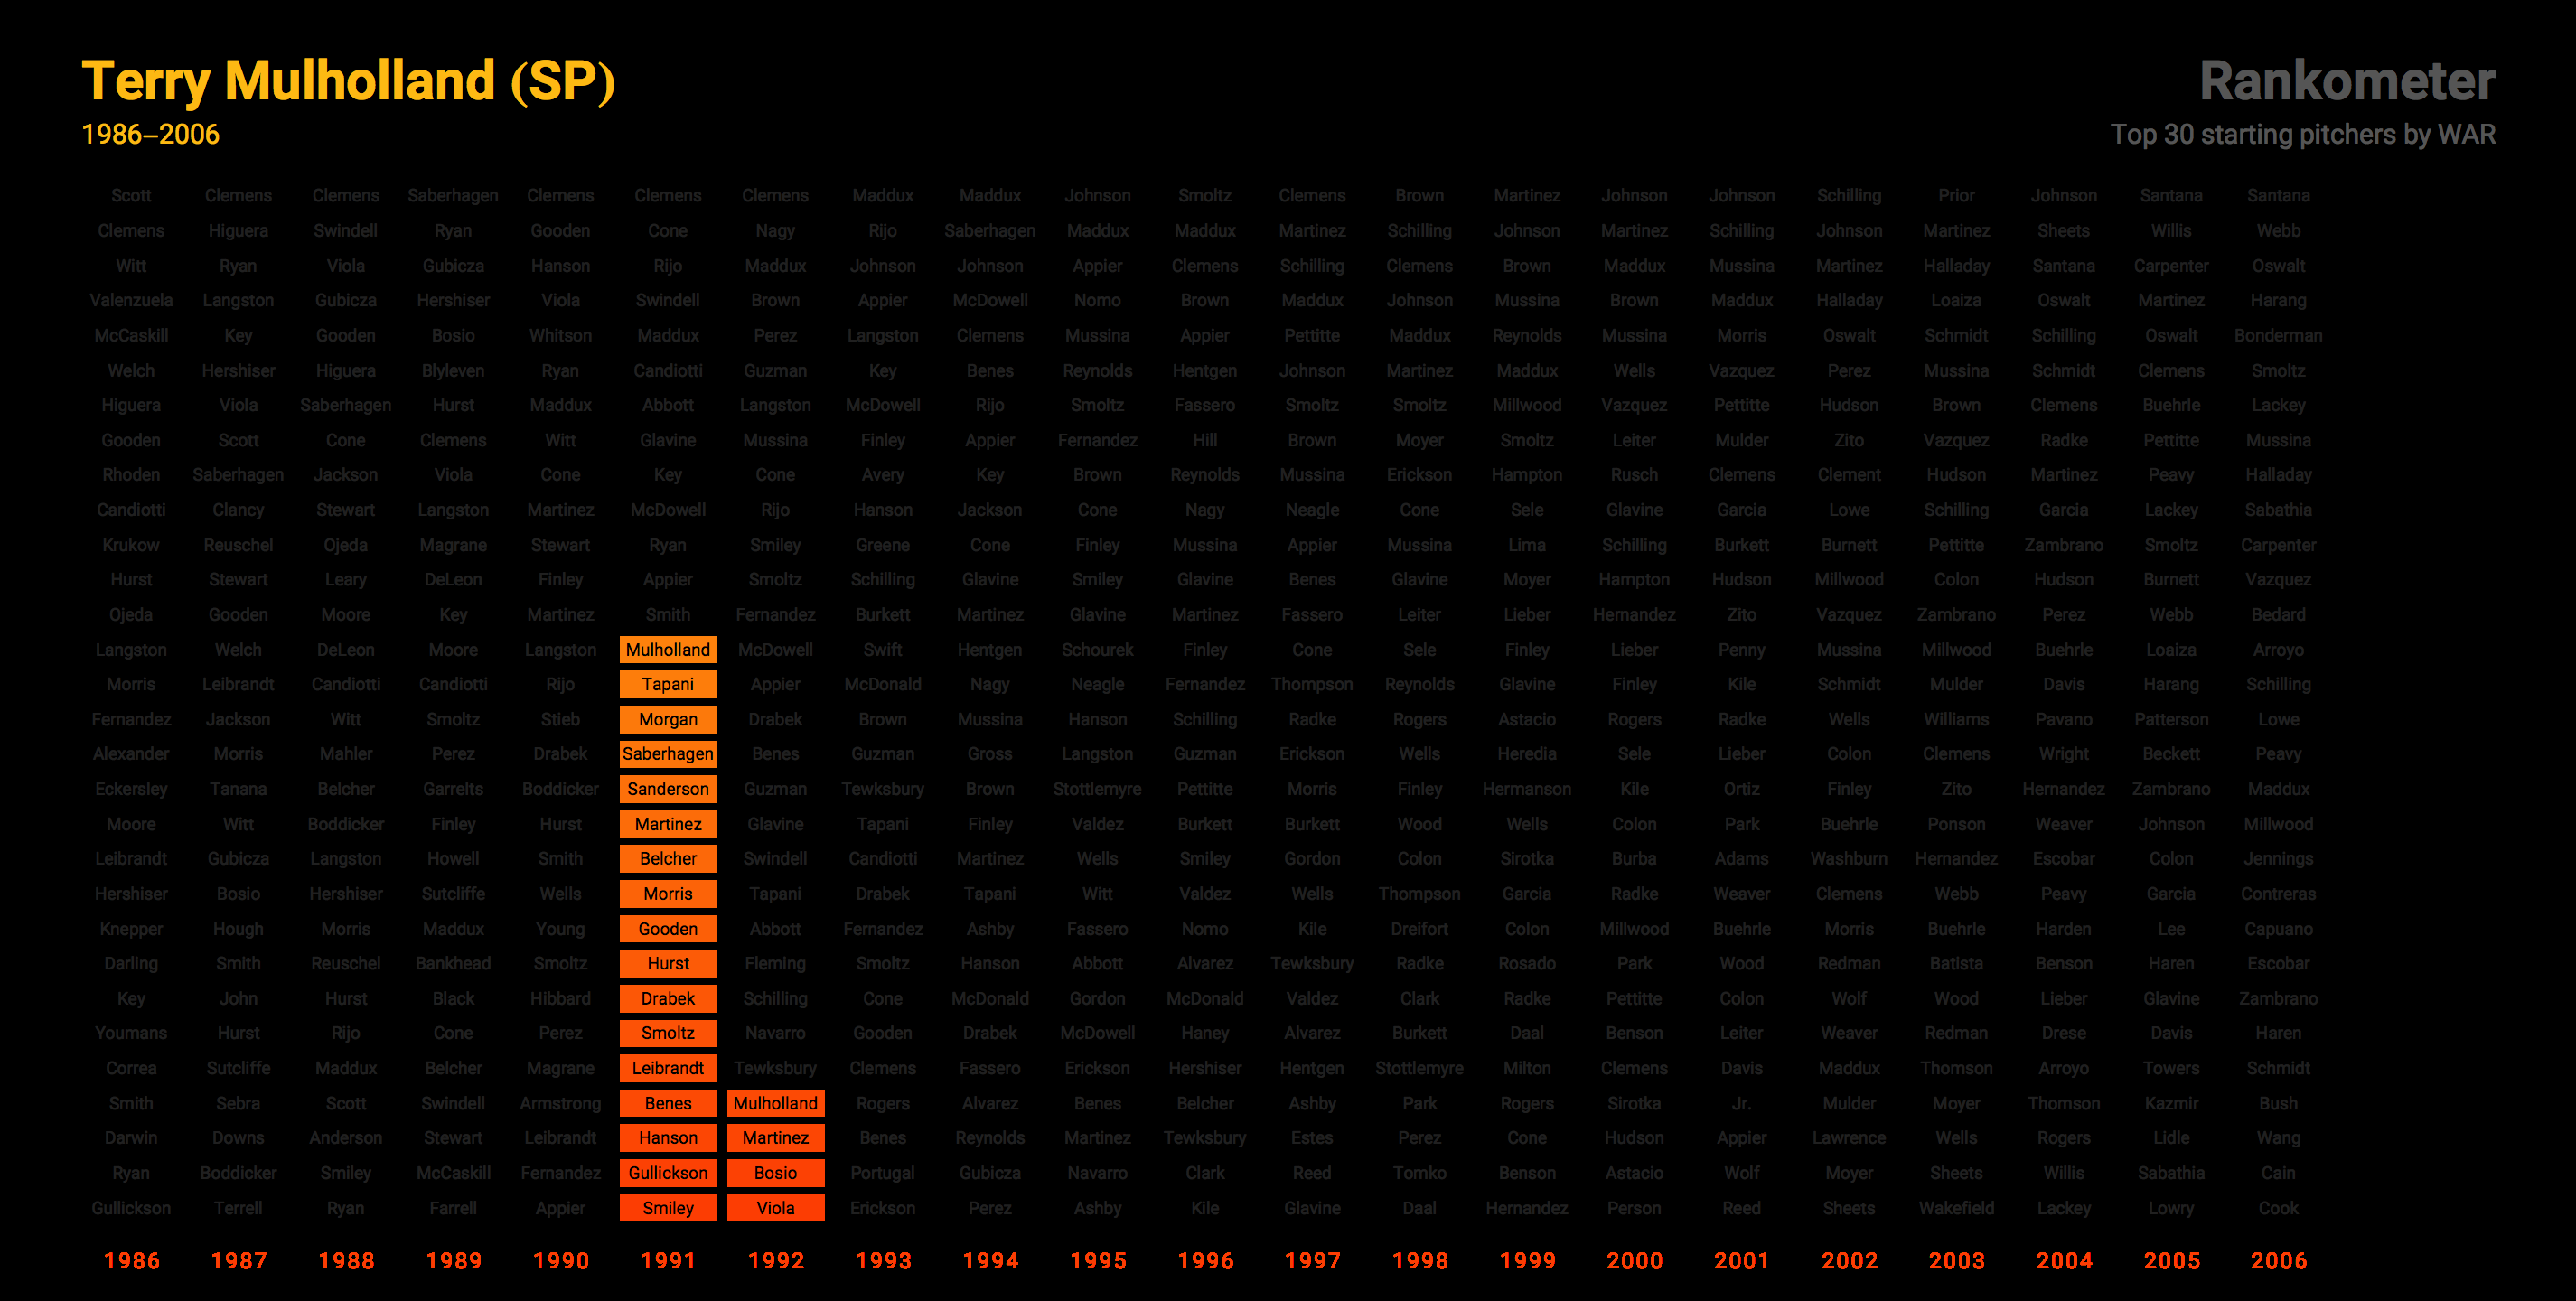 Terry Mulholland (SP)
Rankometer
1986–2006
Top 30 starting pitchers by WAR
Scott Clemens Clemens Saberhagen Clemens Clemens Clemens Maddux Maddux Johnson Smoltz Clemens Brown Martinez Johnson Johnson Schilling Prior Johnson Santana Santana
Clemens Higuera Swindell Ryan Gooden Cone Nagy Rijo Saberhagen Maddux Maddux Martinez Schilling Johnson Martinez Schilling Johnson Martinez Sheets Willis Webb
Witt Ryan Viola Gubicza Hanson Rijo Maddux Johnson Johnson Appier Clemens Schilling Clemens Brown Maddux Mussina Martinez Halladay Santana Carpenter Oswalt
Valenzuela Langston Gubicza Hershiser Viola Swindell Brown Appier McDowell Nomo Brown Maddux Johnson Mussina Brown Maddux Halladay Loaiza Oswalt Martinez Harang
McCaskill Key Gooden Bosio Whitson Maddux Perez Langston Clemens Mussina Appier Pettitte Maddux Reynolds Mussina Morris Oswalt Schmidt Schilling Oswalt Bonderman
Welch Hershiser Higuera Blyleven Ryan Candiotti Guzman Key Benes Reynolds Hentgen Johnson Martinez Maddux Wells Vazquez Perez Mussina Schmidt Clemens Smoltz
Higuera Viola Saberhagen Hurst Maddux Abbott Langston McDowell Rijo Smoltz Fassero Smoltz Smoltz Millwood Vazquez Pettitte Hudson Brown Clemens Buehrle Lackey
Gooden Scott Cone Clemens Witt Glavine Mussina Finley Appier Fernandez Hill Brown Moyer Smoltz Leiter Mulder Zito Vazquez Radke Pettitte Mussina
Rhoden Saberhagen Jackson Viola Cone Key Cone Avery Key Brown Reynolds Mussina Erickson Hampton Rusch Clemens Clement Hudson Martinez Peavy Halladay
Candiotti Clancy Stewart Langston Martinez McDowell Rijo Hanson Jackson Cone Nagy Neagle Cone Sele Glavine Garcia Lowe Schilling Garcia Lackey Sabathia
Krukow Reuschel Ojeda Magrane Stewart Ryan Smiley Greene Cone Finley Mussina Appier Mussina Lima Schilling Burkett Burnett Pettitte Zambrano Smoltz Carpenter
Hurst Stewart Leary DeLeon Finley Appier Smoltz Schilling Glavine Smiley Glavine Benes Glavine Moyer Hampton Hudson Millwood Colon Hudson Burnett Vazquez
Ojeda Gooden Moore Key Martinez Smith Fernandez Burkett Martinez Glavine Martinez Fassero Leiter Lieber Hernandez Zito Vazquez Zambrano Perez Webb Bedard
Langston Welch DeLeon Moore Langston Mulholland McDowell Swift Hentgen Schourek Finley Cone Sele Finley Lieber Penny Mussina Millwood Buehrle Loaiza Arroyo
Morris Leibrandt Candiotti Candiotti Rijo Tapani Appier McDonald Nagy Neagle Fernandez Thompson Reynolds Glavine Finley Kile Schmidt Mulder Davis Harang Schilling
Fernandez Jackson Witt Smoltz Stieb Morgan Drabek Brown Mussina Hanson Schilling Radke Rogers Astacio Rogers Radke Wells Williams Pavano Patterson Lowe
Alexander Morris Mahler Perez Drabek Saberhagen Benes Guzman Gross Langston Guzman Erickson Wells Heredia Sele Lieber Colon Clemens Wright Beckett Peavy
Eckersley Tanana Belcher Garrelts Boddicker Sanderson Guzman Tewksbury Brown Stottlemyre Pettitte Morris Finley Hermanson Kile Ortiz Finley Zito Hernandez Zambrano Maddux
Moore Witt Boddicker Finley Hurst Martinez Glavine Tapani Finley Valdez Burkett Burkett Wood Wells Colon Park Buehrle Ponson Weaver Johnson Millwood
Leibrandt Gubicza Langston Howell Smith Belcher Swindell Candiotti Martinez Wells Smiley Gordon Colon Sirotka Burba Adams Washburn Hernandez Escobar Colon Jennings
Hershiser Bosio Hershiser Sutcliffe Wells Morris Tapani Drabek Tapani Witt Valdez Wells Thompson Garcia Radke Weaver Clemens Webb Peavy Garcia Contreras
Knepper Hough Morris Maddux Young Gooden Abbott Fernandez Ashby Fassero Nomo Kile Dreifort Colon Millwood Buehrle Morris Buehrle Harden Lee Capuano
Darling Smith Reuschel Bankhead Smoltz Hurst Fleming Smoltz Hanson Abbott Alvarez Tewksbury Radke Rosado Park Wood Redman Batista Benson Haren Escobar
Key John Hurst Black Hibbard Drabek Schilling Cone McDonald Gordon McDonald Valdez Clark Radke Pettitte Colon Wolf Wood Lieber Glavine Zambrano
Youmans Hurst Rijo Cone Perez Smoltz Navarro Gooden Drabek McDowell Haney Alvarez Burkett Daal Benson Leiter Weaver Redman Drese Davis Haren
Correa Sutcliffe Maddux Belcher Magrane Leibrandt Tewksbury Clemens Fassero Erickson Hershiser Hentgen Stottlemyre Milton Clemens Davis Maddux Thomson Arroyo Towers Schmidt
Smith Sebra Scott Swindell Armstrong Benes Mulholland Rogers Alvarez Benes Belcher Ashby Park Rogers Sirotka Jr. Mulder Moyer Thomson Kazmir Bush
Darwin Downs Anderson Stewart Leibrandt Hanson Martinez Benes Reynolds Martinez Tewksbury Estes Perez Cone Hudson Appier Lawrence Wells Rogers Lidle Wang
Ryan Boddicker Smiley McCaskill Fernandez Gullickson Bosio Portugal Gubicza Navarro Clark Reed Tomko Benson Astacio Wolf Moyer Sheets Willis Sabathia Cain
Gullickson Terrell Ryan Farrell Appier Smiley Viola Erickson Perez Ashby Kile Glavine Daal Hernandez Person Reed Sheets Wakefield Lackey Lowry Cook
1986 1987 1988 1989 1990 1991 1992 1993 1994 1995 1996 1997 1998 1999 2000 2001 2002 2003 2004 2005 2006